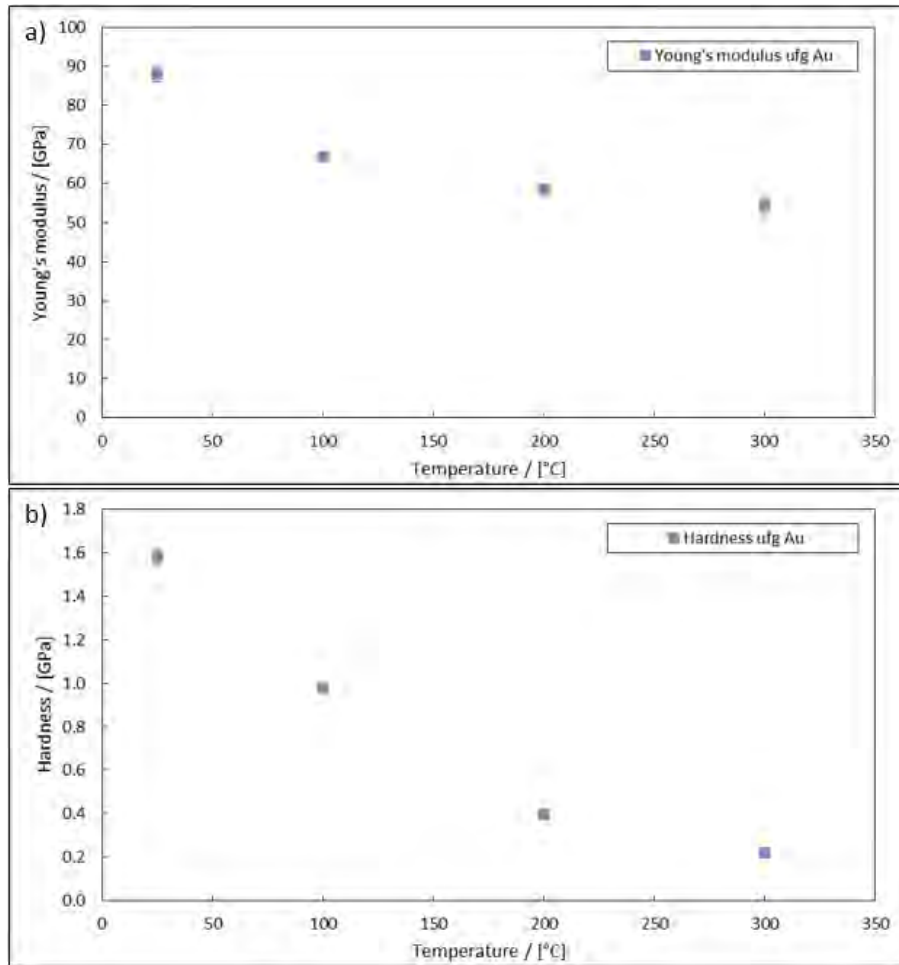 a)
Young's modulus ufg Au
100
90
80
70
60
50
40
30
20
10
0
Young's modulus / [GPa]
0 50 100 150 200 250 300 350
Temperature / [°C]
b)
Hardness ufg Au
1.8
1.6
1.4
1.2
1.0
0.8
0.6
0.4
0.2
0.0
Hardness / [GPa]
0 50 100 150 200 250 300 350
Temperature / [°C]